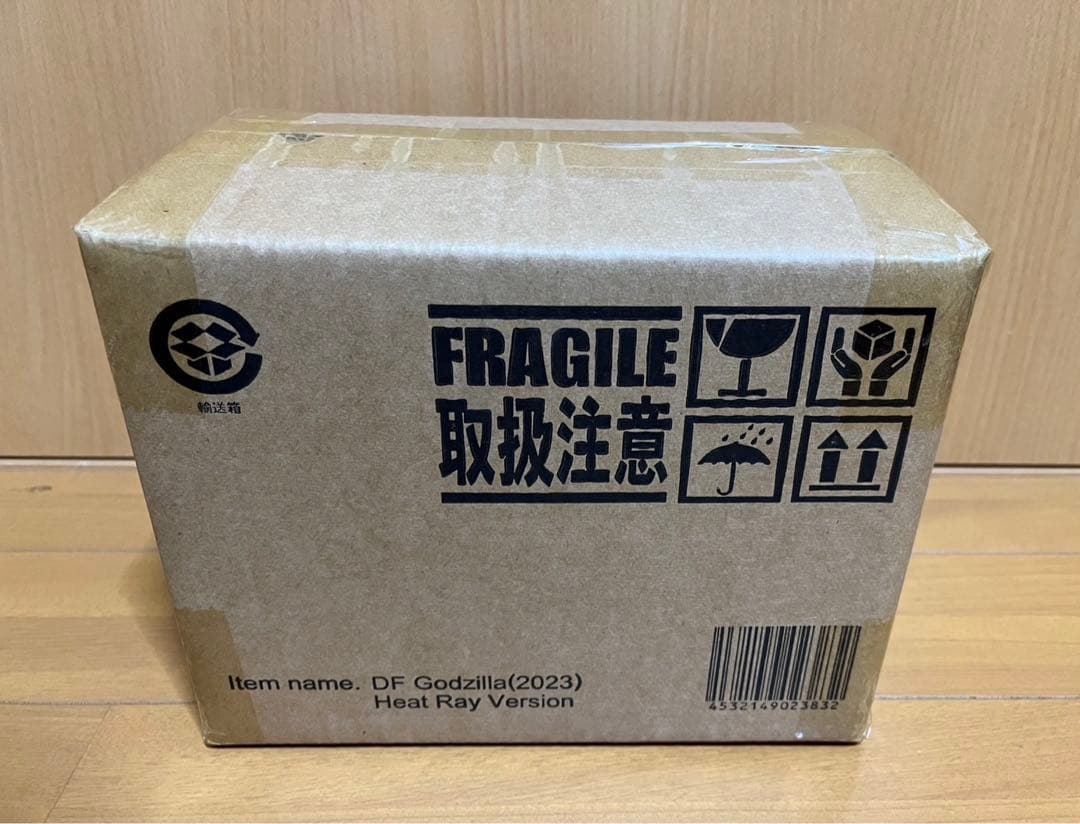 FRAGILE
取扱注意
輸送箱
Item name. DF Godzilla(2023)
Heat Ray Version
4532149023832